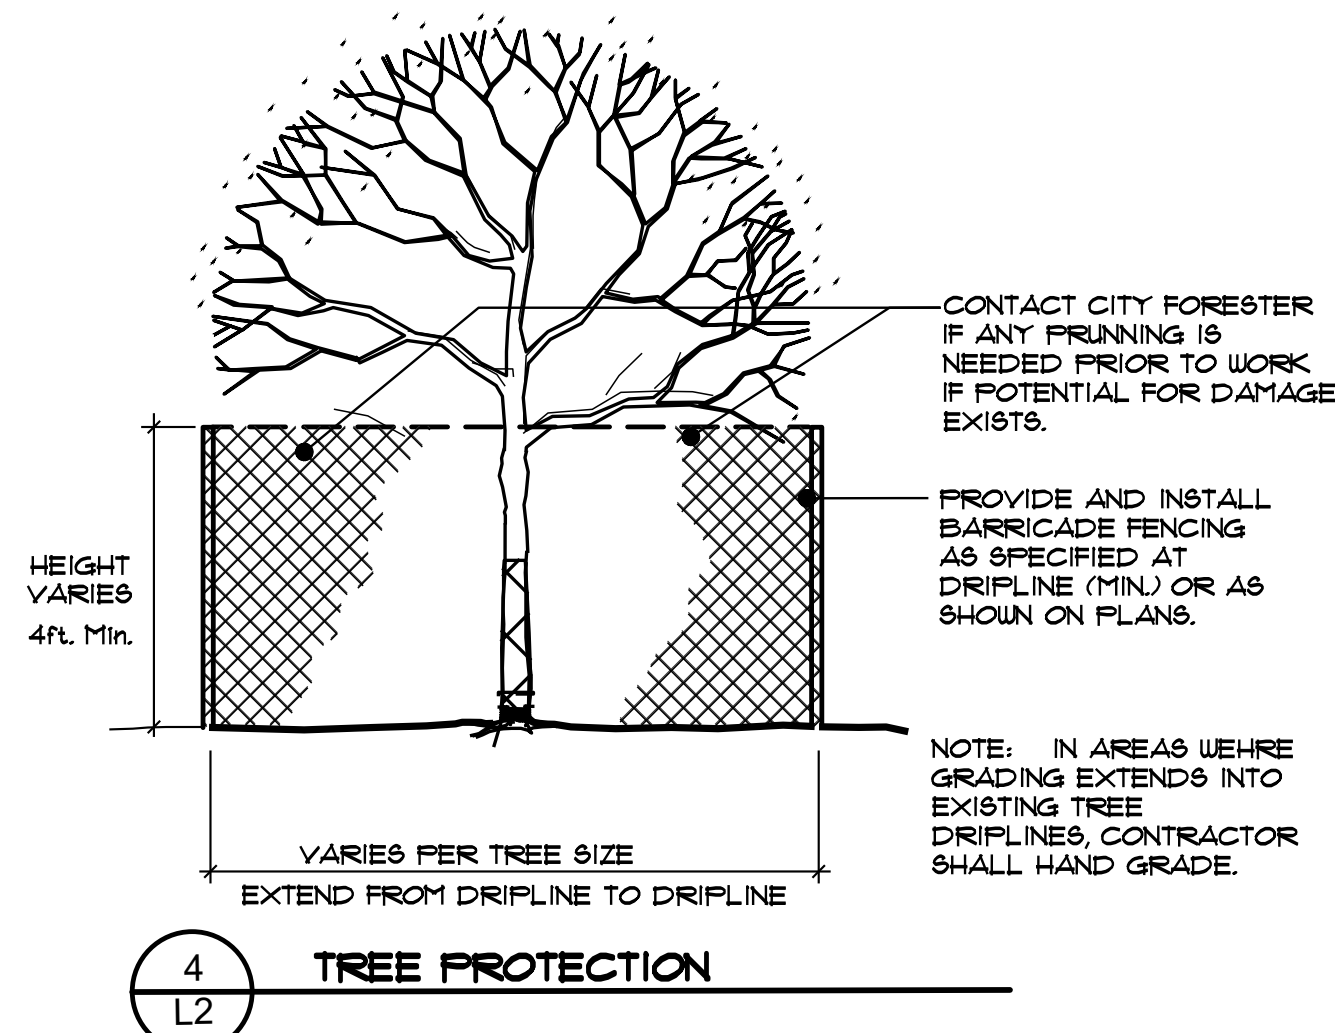 CONTACT CITY FORESTER
IF ANY PRUNNING IS
NEEDED PRIOR TO WORK
IF POTENTIAL FOR DAMAGE
EXISTS.
PROVIDE AND INSTALL
BARRICADE FENCING
AS SPECIFIED AT
DRIPLINE (MIN.) OR AS
SHOWN ON PLANS.
HEIGHT
VARIES
4ft. Min.
NOTE: IN AREAS WEHRE
GRADING EXTENDS INTO
EXISTING TREE
DRIPLINES, CONTRACTOR
SHALL HAND GRADE.
VARIES PER TREE SIZE
EXTEND FROM DRIPLINE TO DRIPLINE
4
TREE PROTECTION
L2